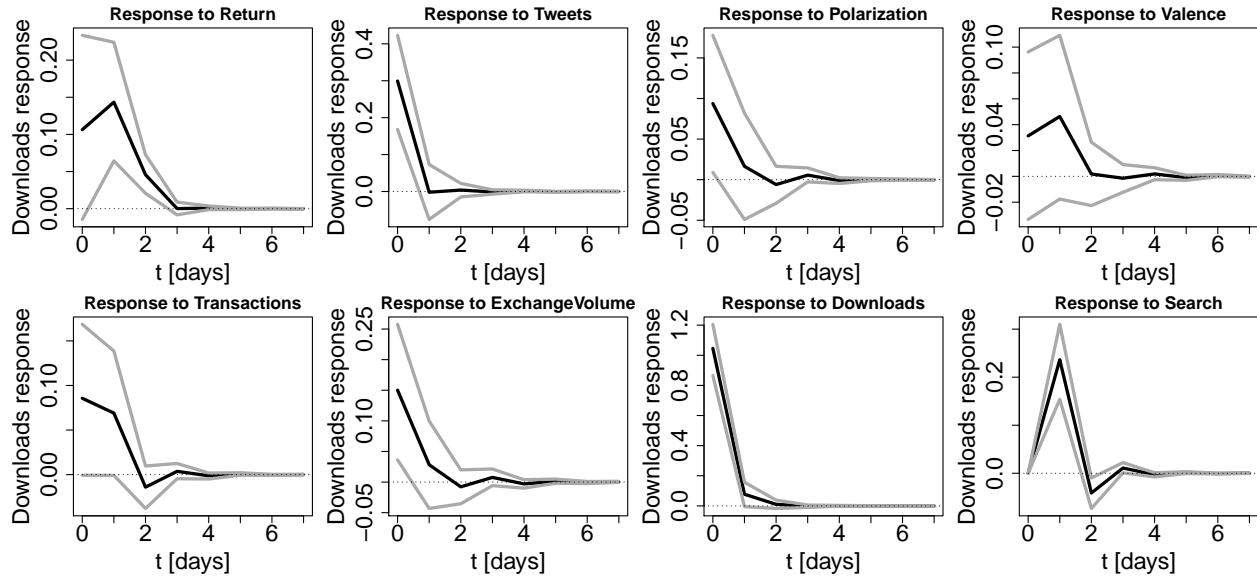 Response to Return
Downloads response
0.00 0.10 0.20
0 2 4 6
t [days]
Response to Tweets
Downloads response
0.0 0.2 0.4
0 2 4 6
t [days]
Response to Polarization
Downloads response
−0.05 0.05 0.15
0 2 4 6
t [days]
Response to Valence
Downloads response
−0.02 0.04 0.10
0 2 4 6
t [days]
Response to Transactions
Downloads response
0.00 0.10
0 2 4 6
t [days]
Response to ExchangeVolume
Downloads response
−0.05 0.10 0.25
0 2 4 6
t [days]
Response to Downloads
Downloads response
0.0 0.4 0.8 1.2
0 2 4 6
t [days]
Response to Search
Downloads response
0.0 0.2
0 2 4 6
t [days]